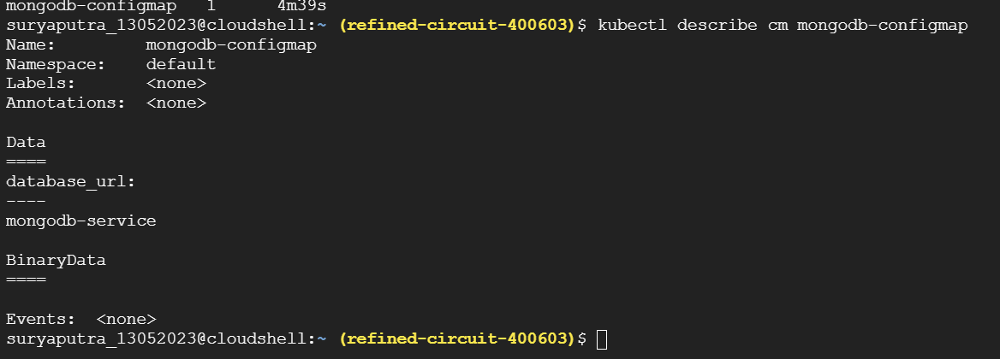 mongodb-configmap   1      4m39s
suryaputra_13052023@cloudshell:~ (refined-circuit-400603)$ kubectl describe cm mongodb-configmap
Name:         mongodb-configmap
Namespace:    default
Labels:       <none>
Annotations:  <none>

Data
====
database_url:
----
mongodb-service

BinaryData
====

Events:  <none>
suryaputra_13052023@cloudshell:~ (refined-circuit-400603)$